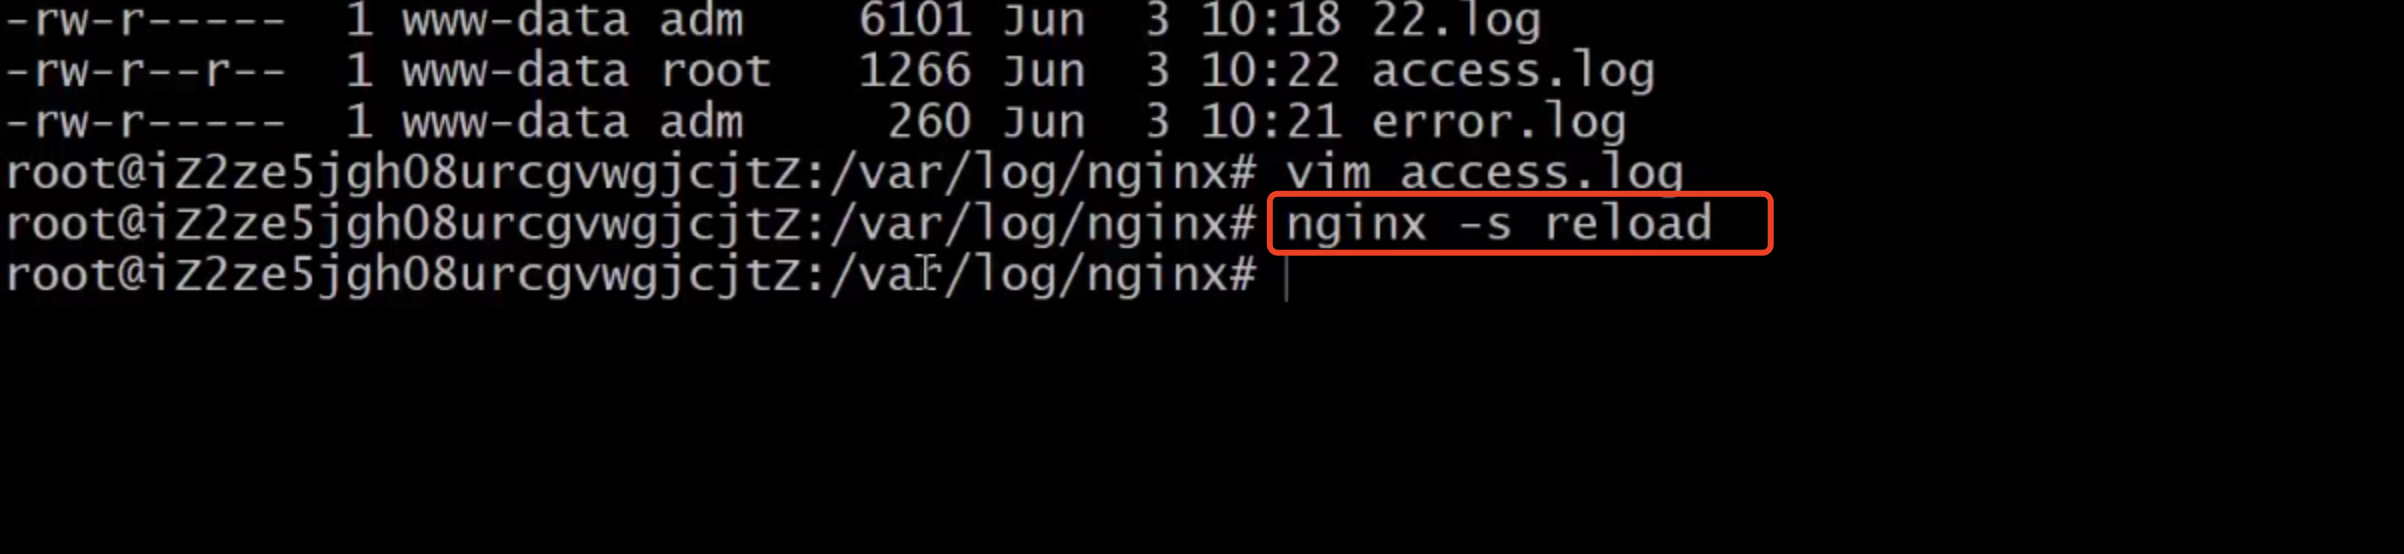 -rw-r----- 1 www-data adm 6101 Jun 3 10:18 22.log
-rw-r--r-- 1 www-data root 1266 Jun 3 10:22 access.log
-rw-r----- 1 www-data adm 260 Jun 3 10:21 error.log
root@iZ2ze5jgh08urcgvwgjcjtZ:/var/log/nginx# vim access.log
root@iZ2ze5jgh08urcgvwgjcjtZ:/var/log/nginx# nginx -s reload
root@iZ2ze5jgh08urcgvwgjcjtZ:/var/log/nginx#